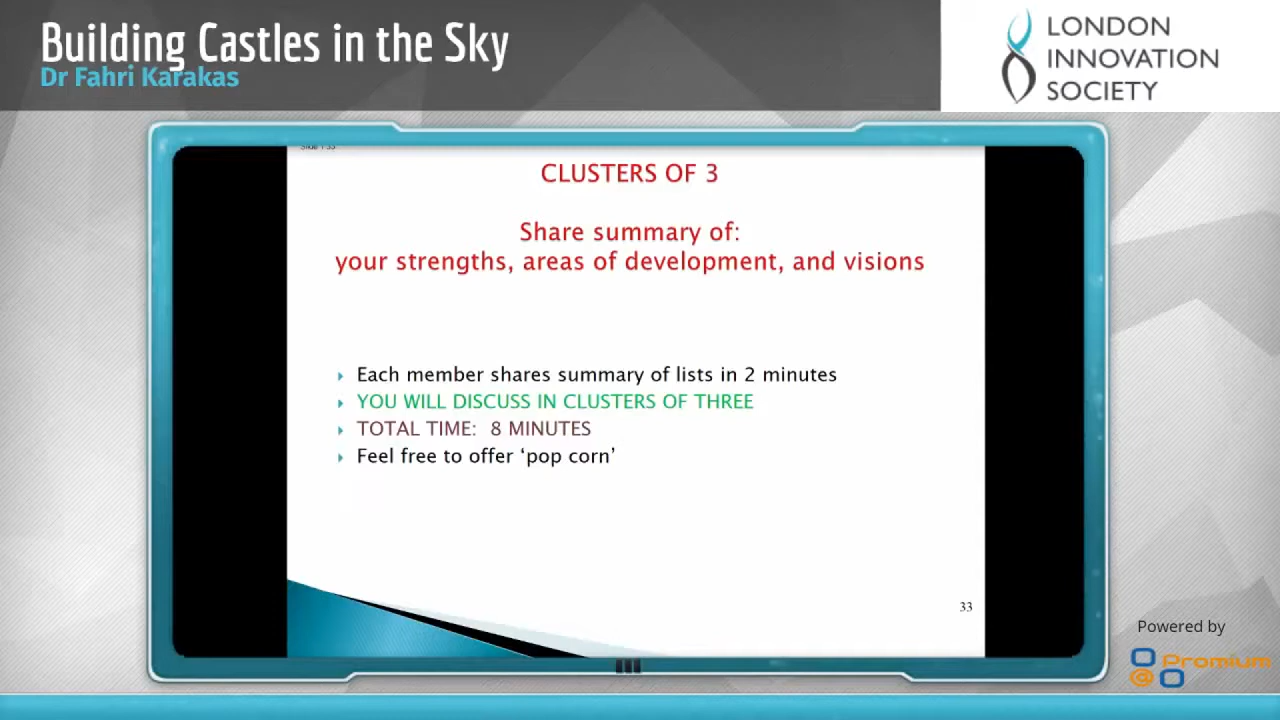 Building Castles in the Sky
Dr Fahri Karakas
LONDON
INNOVATION
SOCIETY
CLUSTERS OF 3
Share summary of:
your strengths, areas of development, and visions
Each member shares summary of lists in 2 minutes
YOU WILL DISCUSS IN CLUSTERS OF THREE
TOTAL TIME: 8 MINUTES
Feel free to offer ‘pop corn’
33
Powered by
Promium